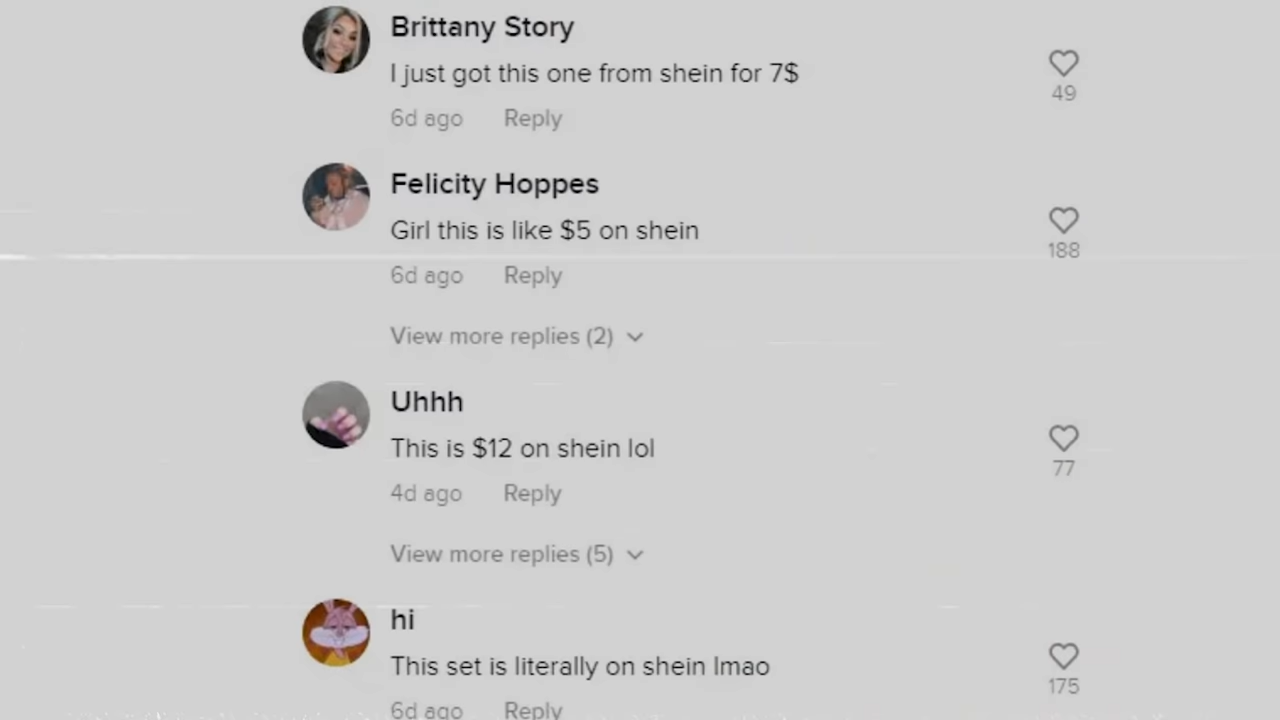 Brittany Story
I just got this one from shein for 7$
49
6d ago Reply
Felicity Hoppes
Girl this is like $5 on shein
188
6d ago Reply
View more replies (2)
Uhhh
This is $12 on shein lol
77
4d ago Reply
View more replies (5)
hi
This set is literally on shein lmao
175
6d ago Reply